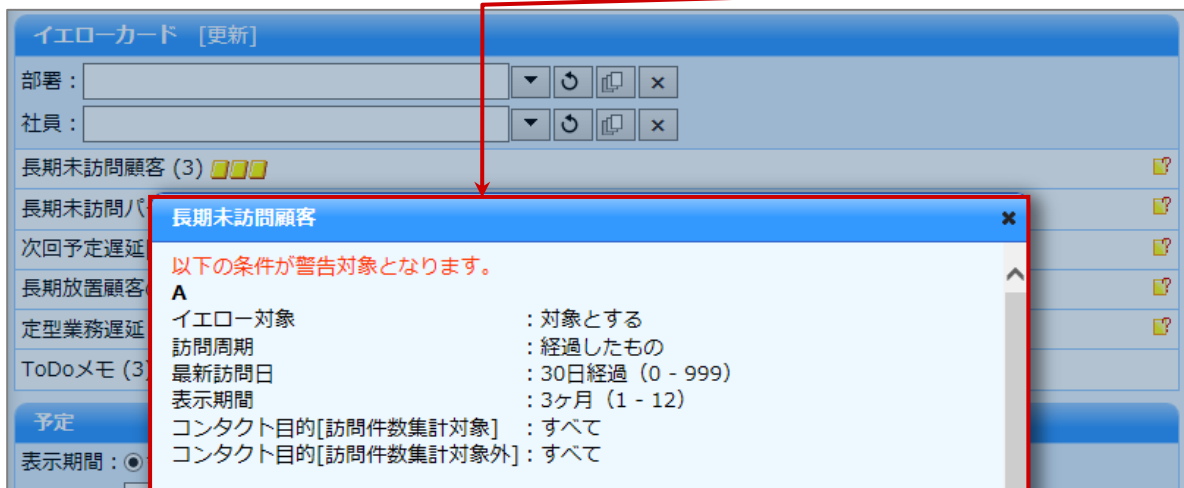 イエローカード [更新]
部署：
社員：
長期未訪問顧客 (3)
長期未訪問パ
次回予定遅延
長期放置顧客
定型業務遅延
ToDoメモ (3)
予定
表示期間：
長期未訪問顧客
以下の条件が警告対象となります。
A
イエロー対象 ：対象とする
訪問周期 ：経過したもの
最新訪問日 ：30日経過（0 - 999）
表示期間 ：3ヶ月（1 - 12）
コンタクト目的[訪問件数集計対象] ：すべて
コンタクト目的[訪問件数集計対象外]：すべて